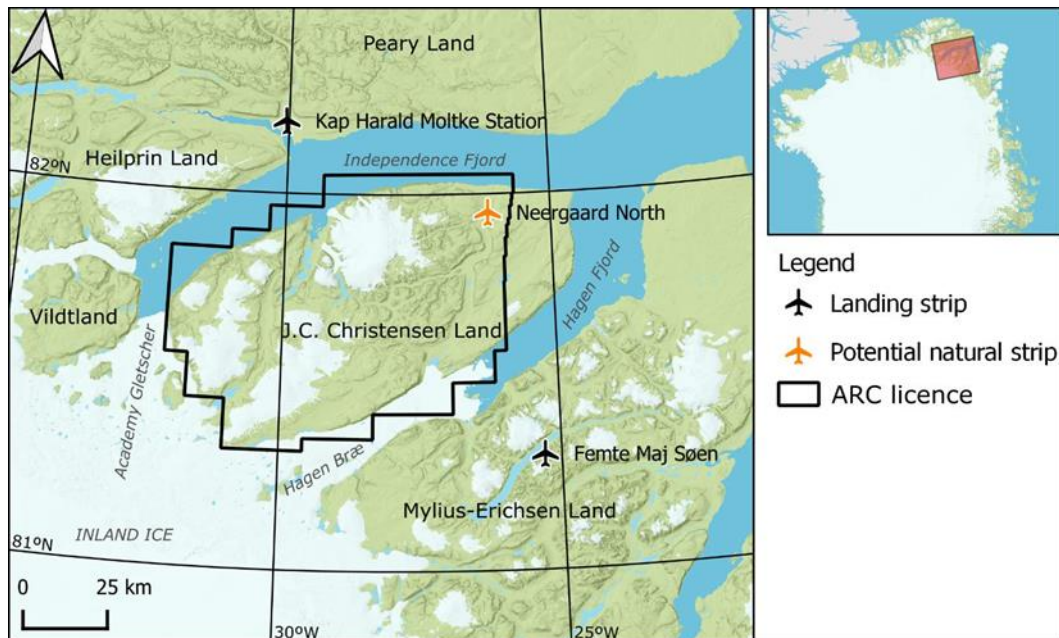 Peary Land
Kap Harald Moltke Station
Heilprin Land
Independence Fjord
82ºN
Neergaard North
Hagen Fjord
Vildtland
J.C. Christensen Land
Academy Gletscher
Hagen Bræ
Femte Maj Søen
Mylius-Erichsen Land
INLAND ICE
81ºN
0 25 km
30ºW
25ºW
Legend
Landing strip
Potential natural strip
ARC licence